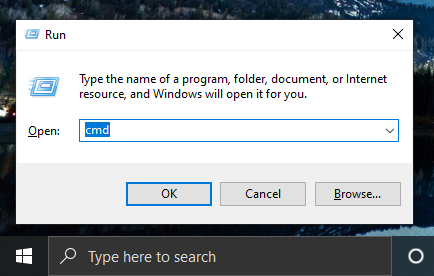 Run
Type the name of a program, folder, document, or Internet
resource, and Windows will open it for you.
Open: cmd
OK Cancel Browse...
Type here to search